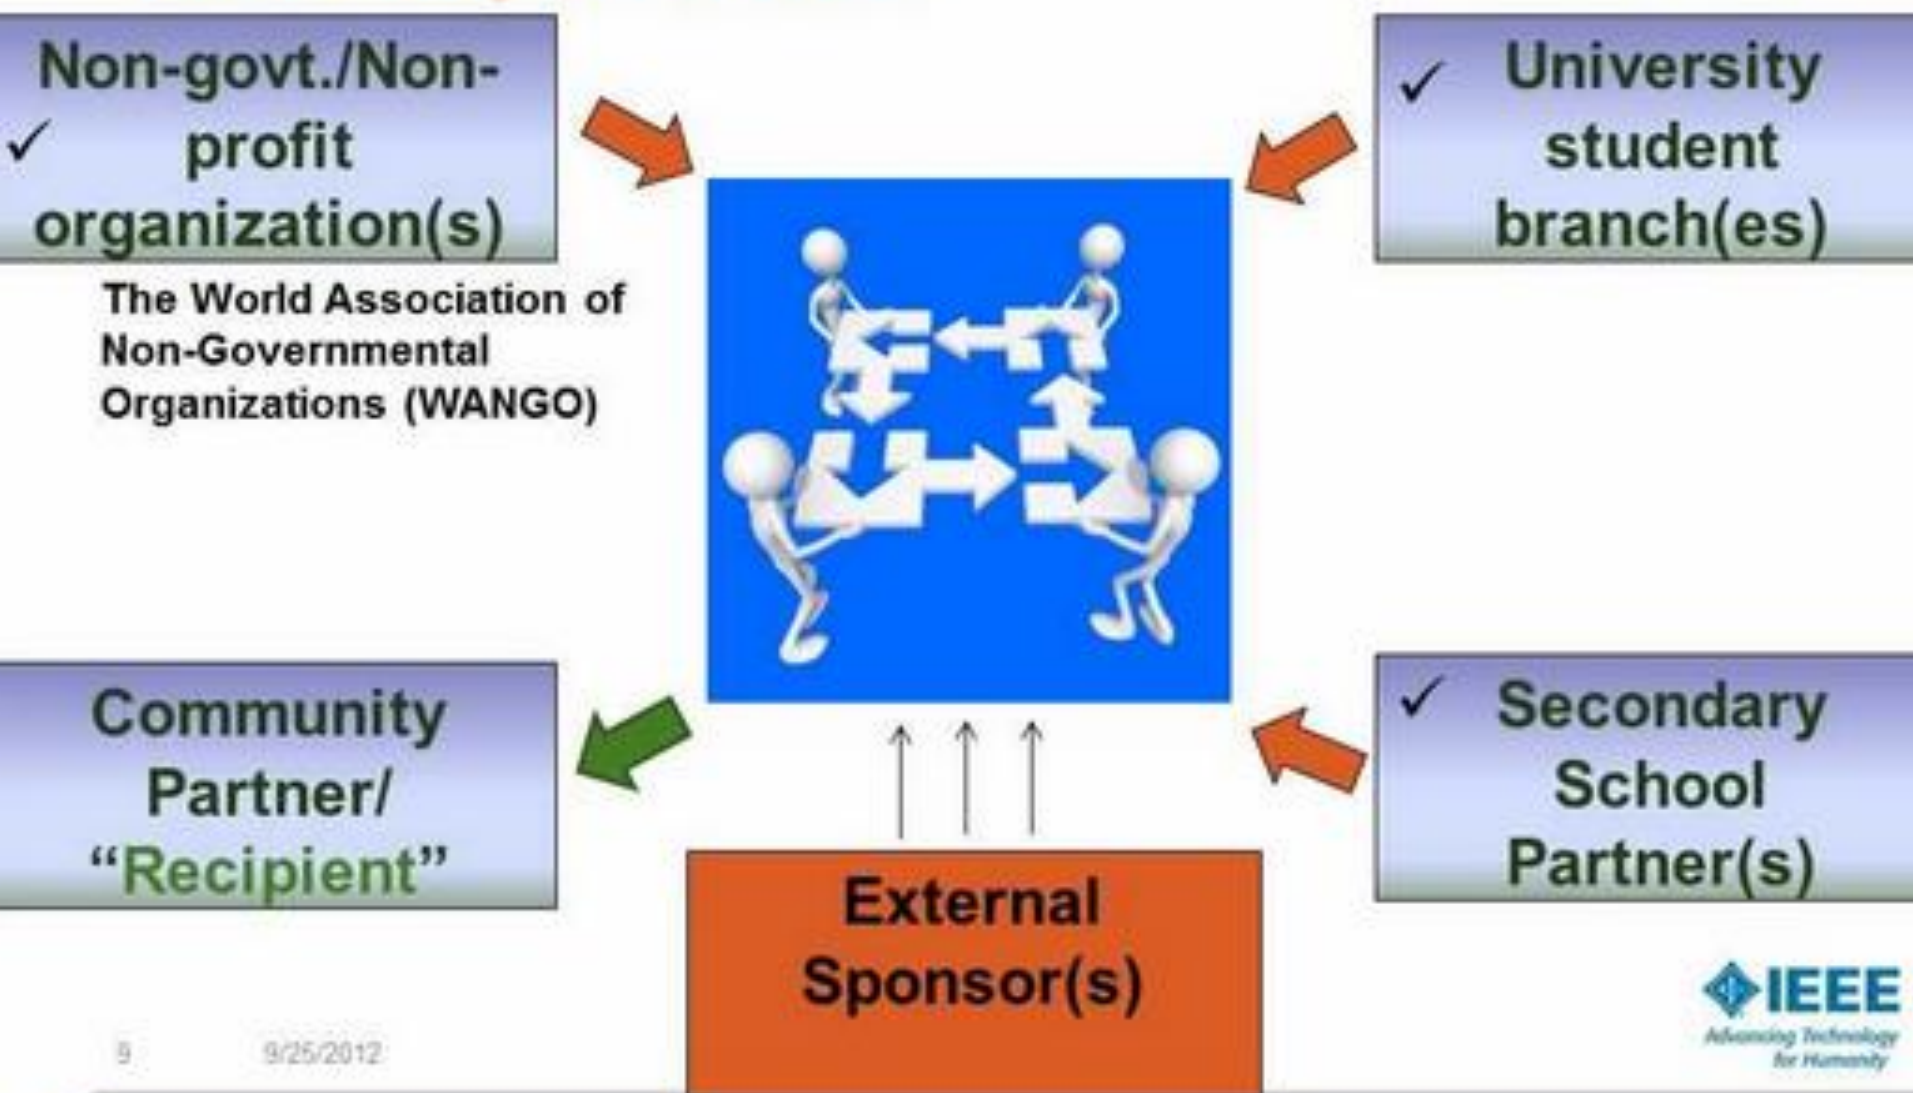 Non-govt./Non-
✓ profit
organization(s)
The World Association of
Non-Governmental
Organizations (WANGO)
✓ University
student
branch(es)
Community
Partner/
“Recipient”
✓ Secondary
School
Partner(s)
External
Sponsor(s)
9 9/25/2012
IEEE
Advancing Technology
for Humanity